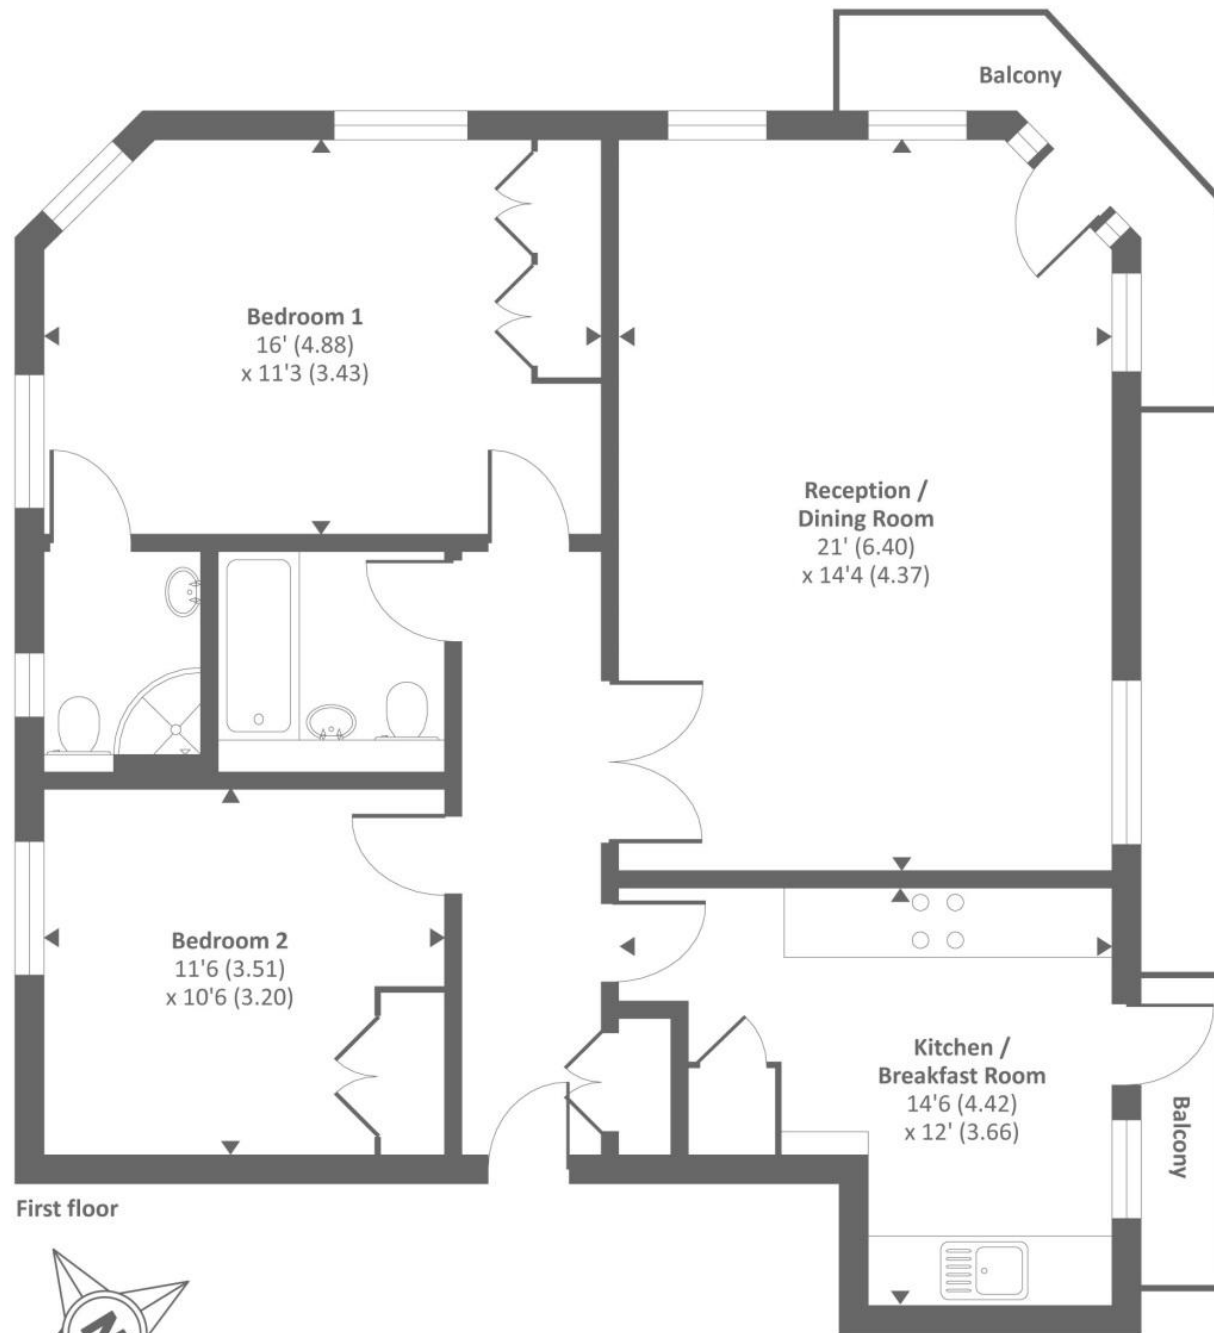 Balcony
Bedroom 1
16' (4.88)
x 11'3 (3.43)
Reception /
Dining Room
21' (6.40)
x 14'4 (4.37)
Bedroom 2
11'6 (3.51)
x 10'6 (3.20)
Kitchen /
Breakfast Room
14'6 (4.42)
x 12' (3.66)
Balcony
First floor
N